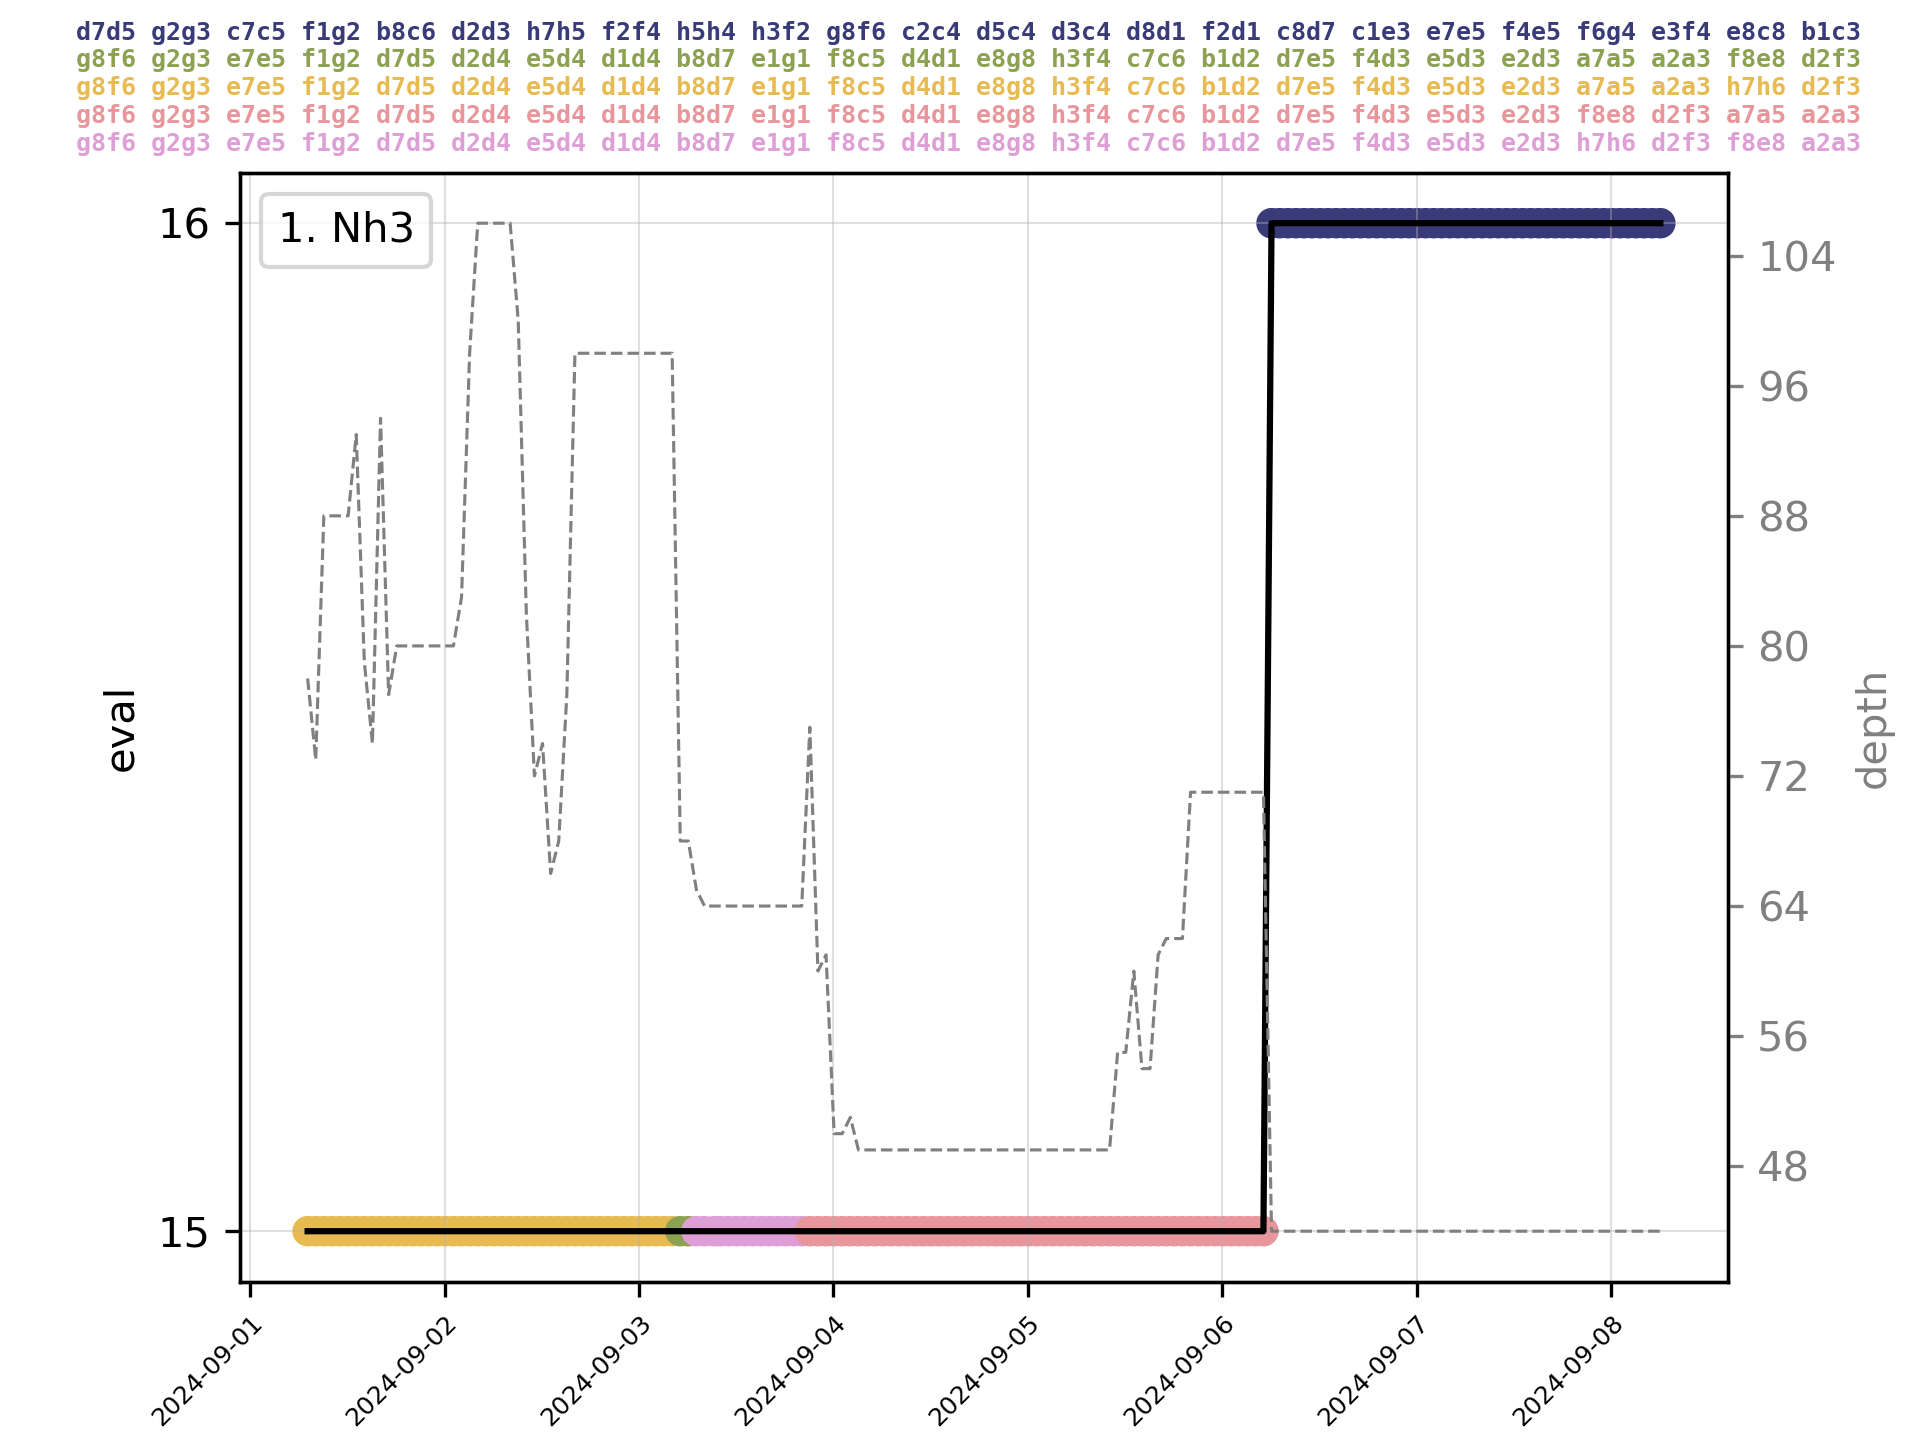 d7d5 g2g3 c7c5 f1g2 b8c6 d2d3 h7h5 f2f4 h5h4 h3f2 g8f6 c2c4 d5c4 d3c4 d8d1 f2d1 c8d7 c1e3 e7e5 f4e5 f6g4 e3f4 e8c8 b1c3
g8f6 g2g3 e7e5 f1g2 d7d5 d2d4 e5d4 d1d4 b8d7 e1g1 f8c5 d4d1 e8g8 h3f4 c7c6 b1d2 d7e5 f4d3 e5d3 e2d3 a7a5 a2a3 f8e8 d2f3
g8f6 g2g3 e7e5 f1g2 d7d5 d2d4 e5d4 d1d4 b8d7 e1g1 f8c5 d4d1 e8g8 h3f4 c7c6 b1d2 d7e5 f4d3 e5d3 e2d3 a7a5 a2a3 h7h6 d2f3
g8f6 g2g3 e7e5 f1g2 d7d5 d2d4 e5d4 d1d4 b8d7 e1g1 f8c5 d4d1 e8g8 h3f4 c7c6 b1d2 d7e5 f4d3 e5d3 e2d3 f8e8 d2f3 a7a5 a2a3
g8f6 g2g3 e7e5 f1g2 d7d5 d2d4 e5d4 d1d4 b8d7 e1g1 f8c5 d4d1 e8g8 h3f4 c7c6 b1d2 d7e5 f4d3 e5d3 e2d3 h7h6 d2f3 f8e8 a2a3
1. Nh3
16
15
eval
104
96
88
80
72
64
56
48
depth
2024-09-01
2024-09-02
2024-09-03
2024-09-04
2024-09-05
2024-09-06
2024-09-07
2024-09-08